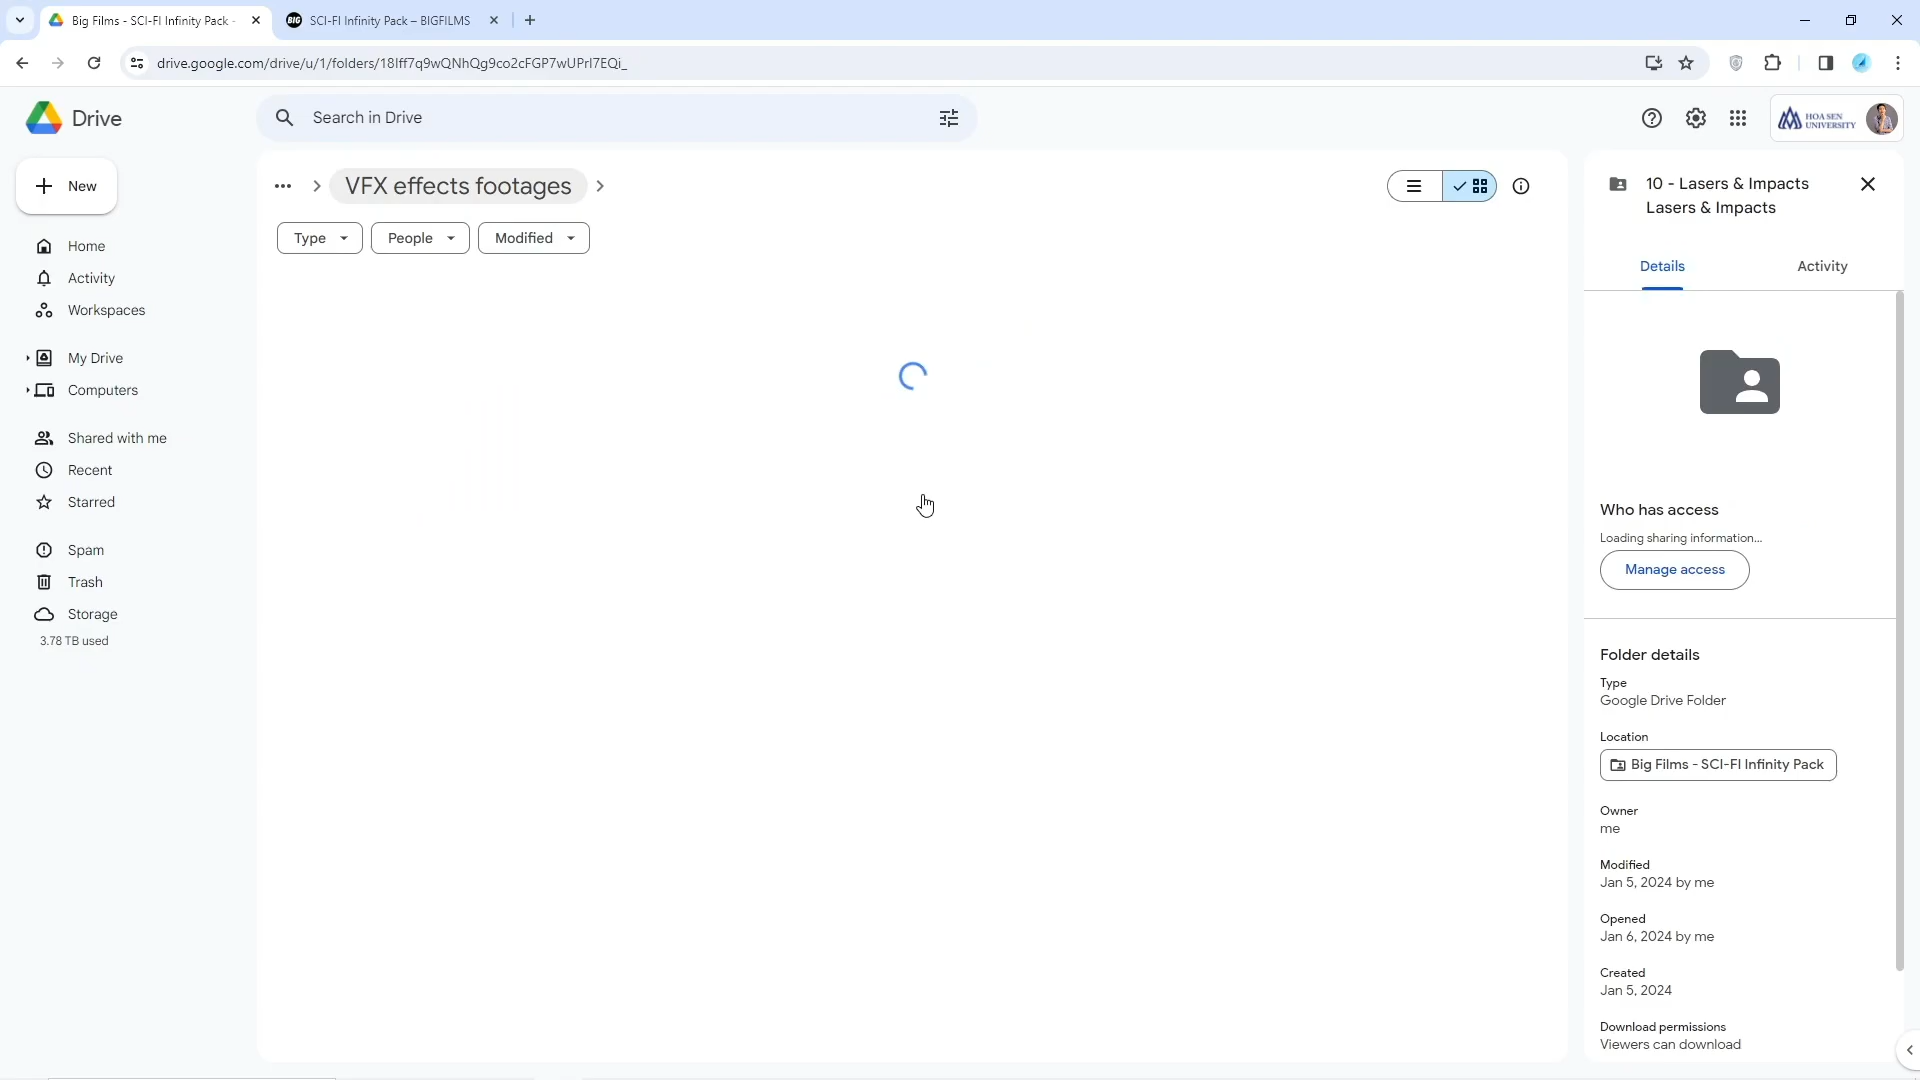 Big Films - SCI-FI Infinity Pack -
BIG SCI-FI Infinity Pack – BIGFILMS
drive.google.com/drive/u/1/folders/18Iff7q9wQNhQg9co2cFGP7wUPrI7EQi_
Drive
Search in Drive
HOA SEN
UNIVERSITY
New
Home
Activity
Workspaces
My Drive
Computers
Shared with me
Recent
Starred
Spam
Trash
Storage
3.78 TB used
VFX effects footages
Type
People
Modified
10 - Lasers & Impacts
Lasers & Impacts
Details
Activity
Who has access
Loading sharing information...
Manage access
Folder details
Type
Google Drive Folder
Location
Big Films - SCI-FI Infinity Pack
Owner
me
Modified
Jan 5, 2024 by me
Opened
Jan 6, 2024 by me
Created
Jan 5, 2024
Download permissions
Viewers can download